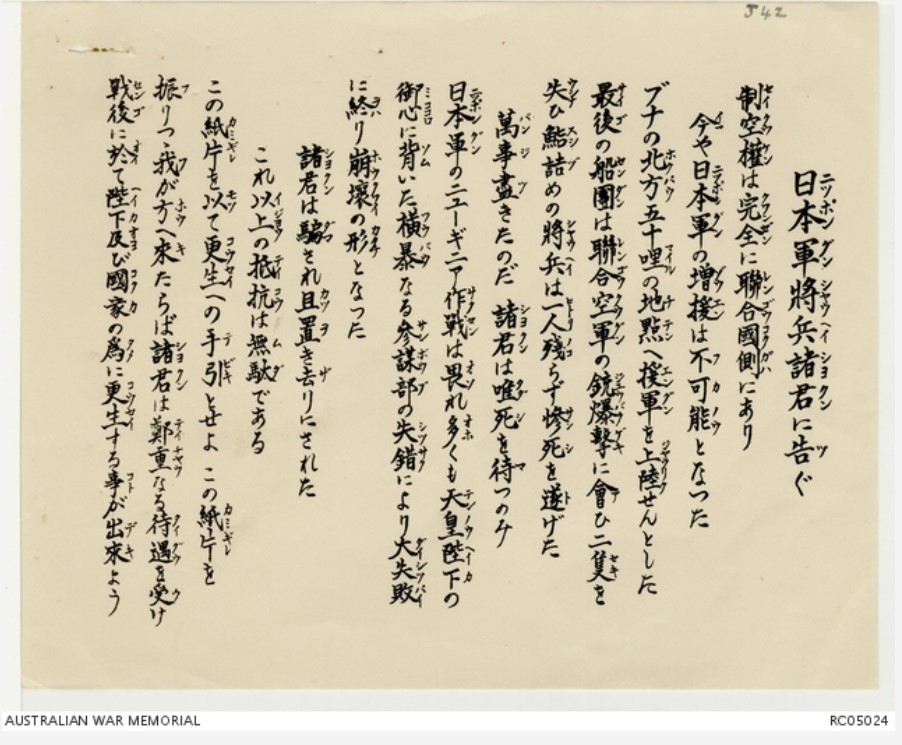 542
日本軍將兵諸君に告ぐ
制空權は完全に聯合國側にあり
今や日本軍の増援は不可能となつた
ブナの北方五十哩の地點へ援軍を上陸せんとした
最後の船團は聯合空軍の銃爆擊に會ひ二隻を
失ひ鮨詰めの將兵は一人殘らず慘死を遂げた
萬事盡きたのだ 諸君は唯死を待つのみ
日本軍のニューギニア作戰は畏れ多くも天皇陛下の
御心に背いた橫暴なる參謀部の失錯により大失敗
に終り崩壞の形となつた
諸君は騙され且置き去りにされた
これ以上の抵抗は無駄である
この紙片を以て更生への手引とせよ この紙片を
振りつゝ我が方へ來たらば諸君は鄭重なる待遇を受け
戰後に於て陛下及び國家の爲に更生する事が出來よう
AUSTRALIAN WAR MEMORIAL
RC05024